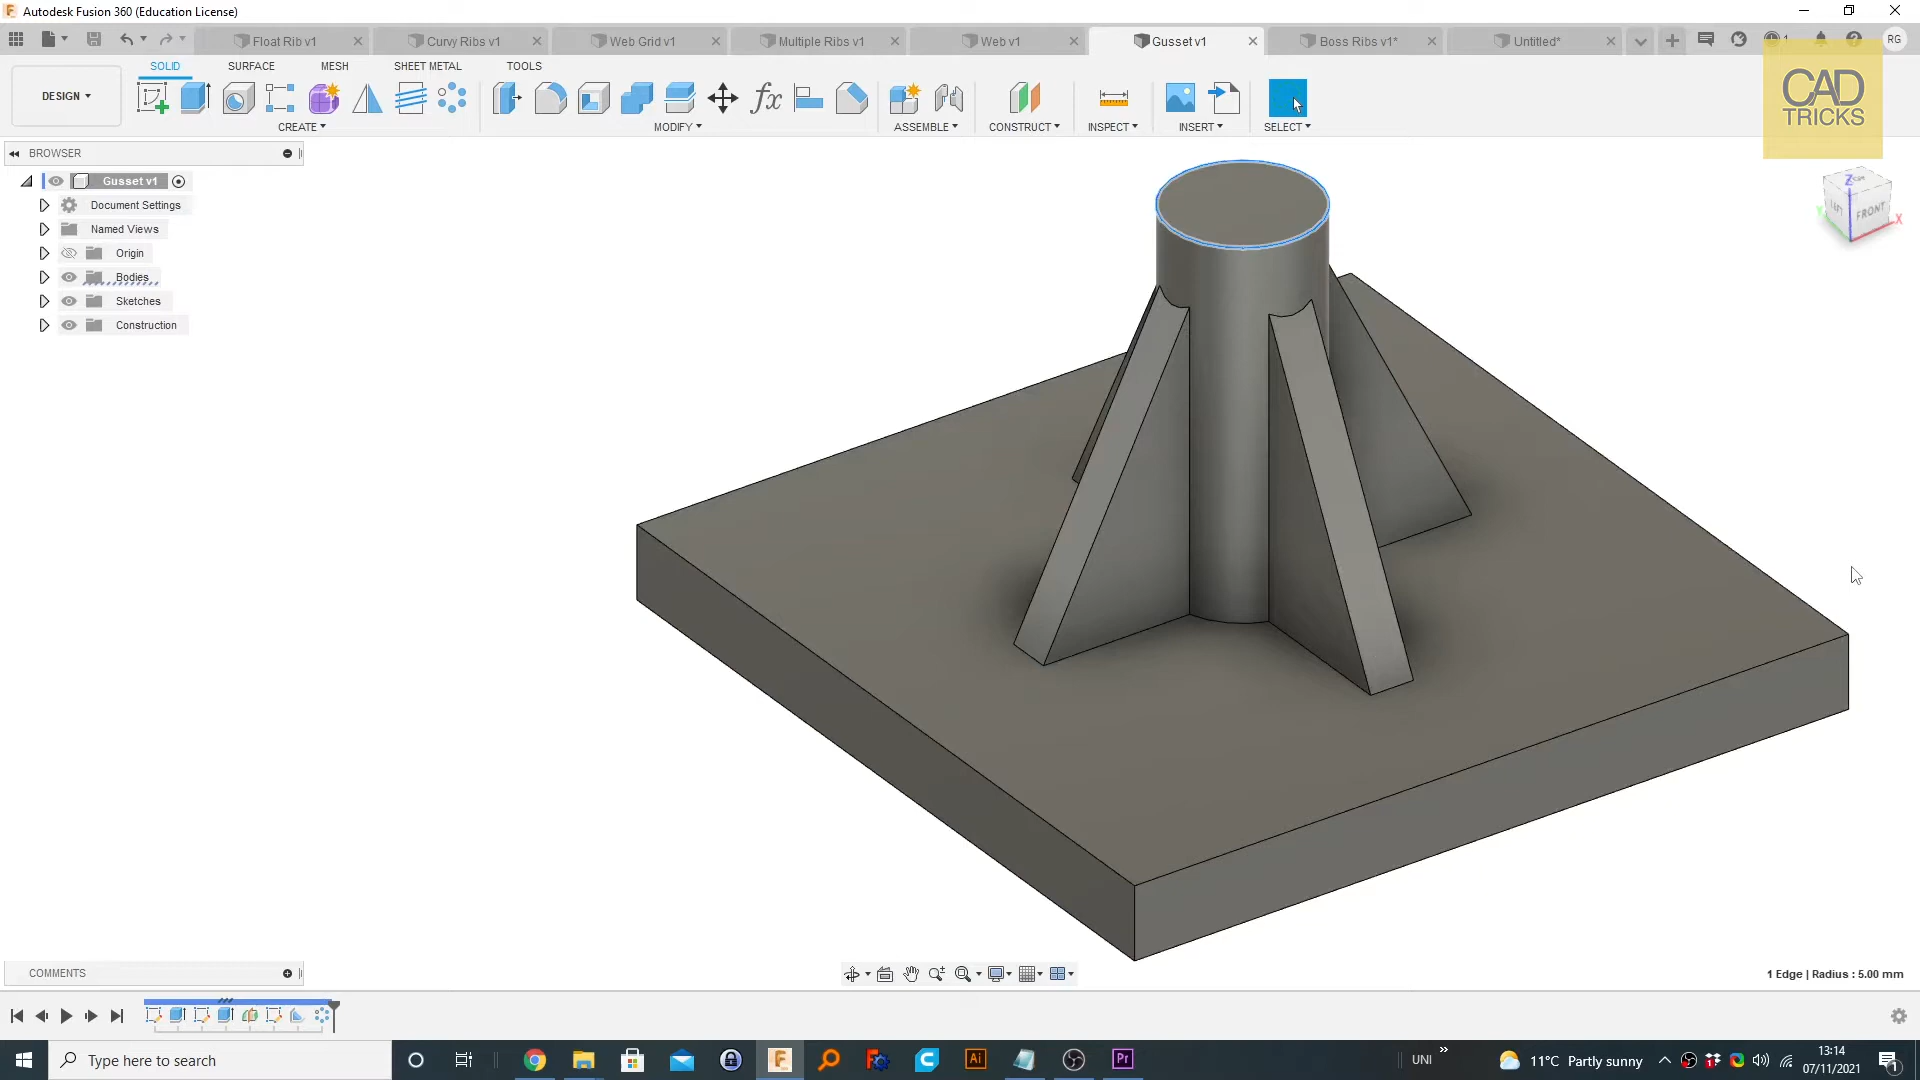 Autodesk Fusion 360 (Education License)
Float Rib v1
Curvy Ribs v1
Web Grid v1
Multiple Ribs v1
Web v1
Gusset v1
Boss Ribs v1*
Untitled*
1
RG
SOLID
SURFACE
MESH
SHEET METAL
TOOLS
DESIGN
CREATE
MODIFY
ASSEMBLE
CONSTRUCT
INSPECT
INSERT
SELECT
CAD
TRICKS
BROWSER
Gusset v1
Document Settings
Named Views
Origin
Bodies
Sketches
Construction
Z
FRONT
X
COMMENTS
1 Edge | Radius : 5.00 mm
Type here to search
UNI
11°C Partly sunny
13:14
07/11/2021